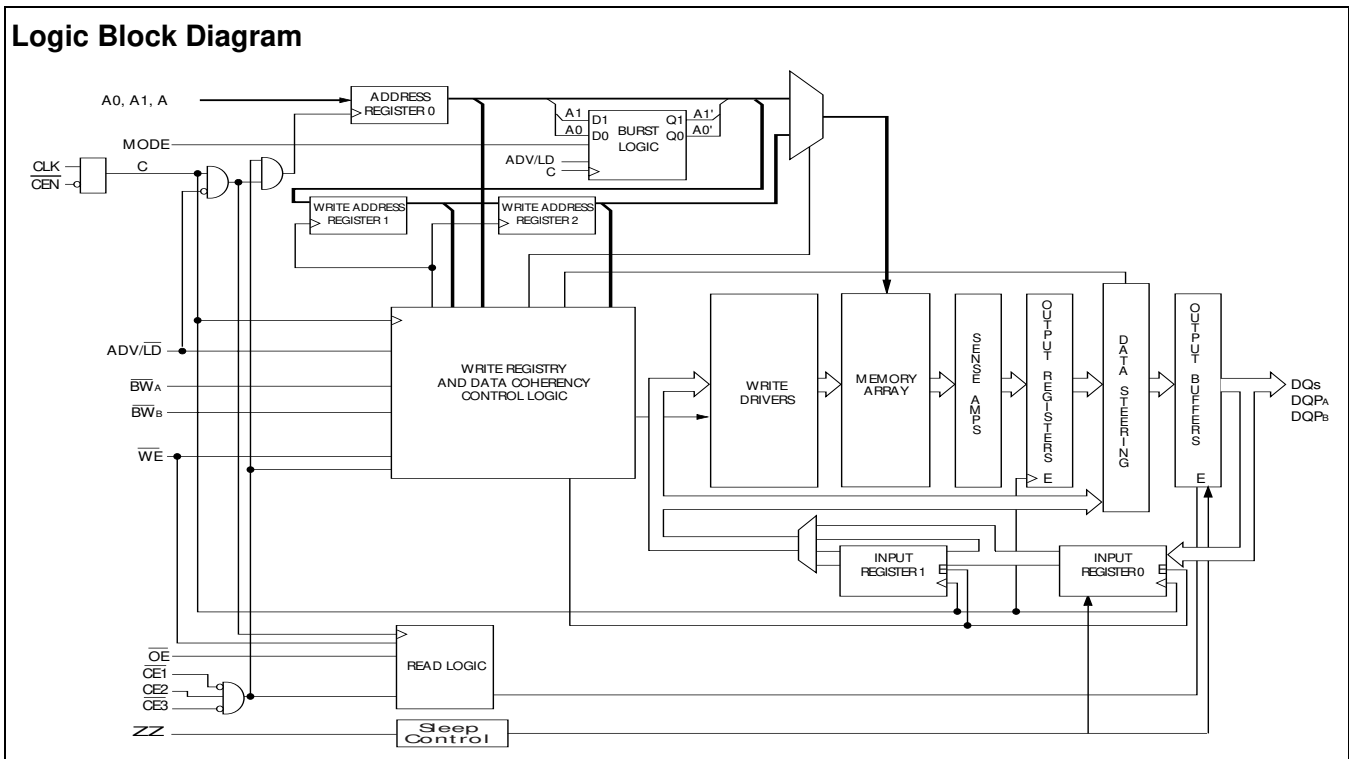 Logic Block Diagram
A0, A1, A
ADDRESS
REGISTER 0
MODE
CLK
CEN
C
A1
A0
D1
D0
BURST
LOGIC
Q1
Q0
A1'
A0'
ADV/LD
C
WRITE ADDRESS
REGISTER 1
WRITE ADDRESS
REGISTER 2
ADV/LD
BWA
BWB
WE
WRITE REGISTRY
AND DATA COHERENCY
CONTROL LOGIC
WRITE
DRIVERS
MEMORY
ARRAY
SENSE AMPS
OUTPUT REGISTERS
E
DATA STEERING
OUTPUT BUFFERS
E
DQs
DQPA
DQPB
INPUT
REGISTER 1
E
INPUT
REGISTER 0
E
OE
CE1
CE2
CE3
READ LOGIC
ZZ
Sleep
Control